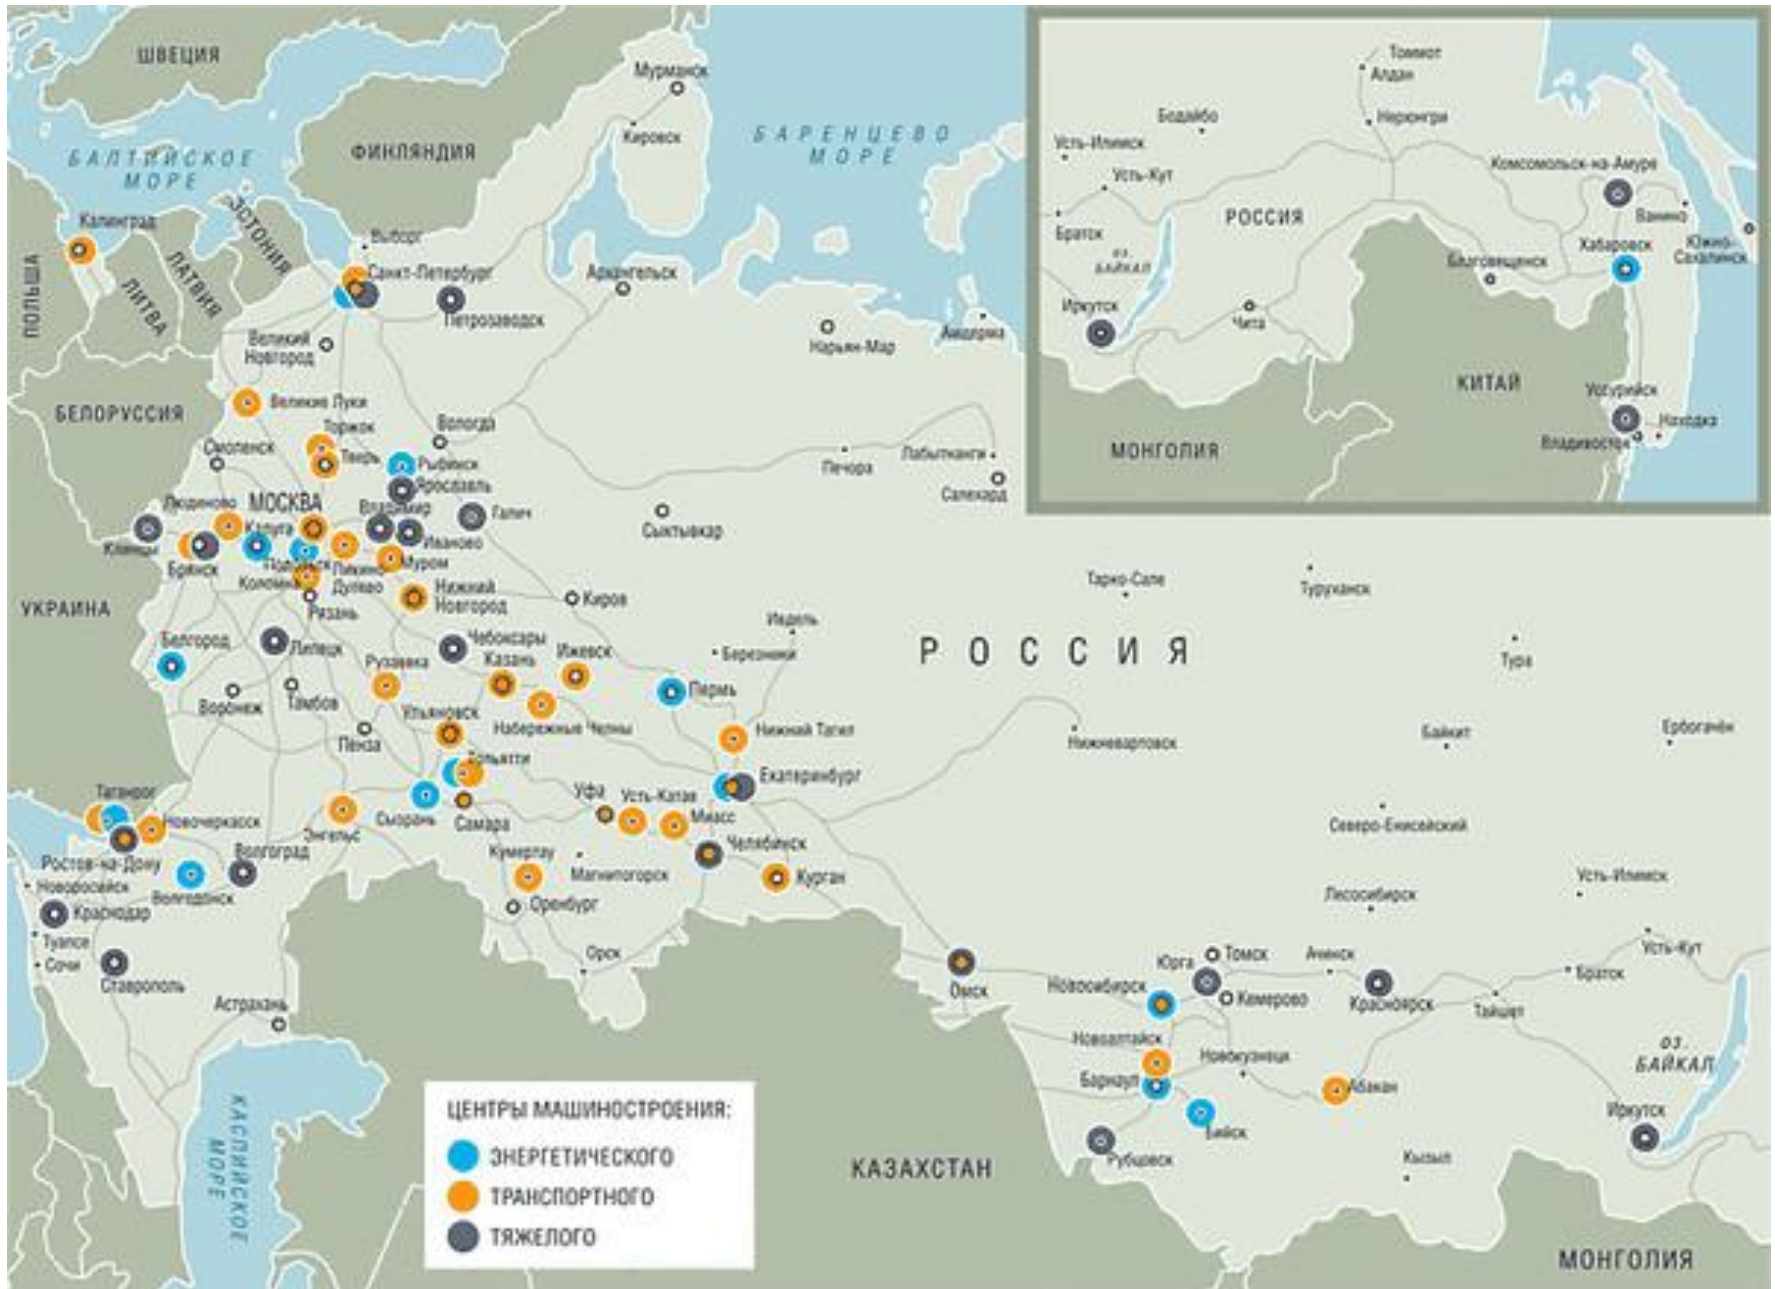 ШВЕЦИЯ
Мурманск
ФИНЛЯНДИЯ
Кировск
БАРЕНЦЕВО
МОРЕ
БАЛТИЙСКОЕ
МОРЕ
Калинград
ЭСТОНИЯ
ЛАТВИЯ
ЛИТВА
ПОЛЬША
Выборг
Санкт-Петербург
Петрозаводск
Архангельск
Нарьян-Мар
Амдерма
Великий
Новгород
БЕЛОРУССИЯ
Великие Луки
Торжок
Тверь
Вологда
Смоленск
Рыбинск
Ярославль
Печора
Лабытнанги
Салехард
Людиново
МОСКВА
Владимир
Галич
Сыктывкар
Клинцы
Калуга
Иваново
Брянск
Подольск
Ликино
Дулево
Муром
Коломна
Рязань
Нижний
Новгород
Киров
УКРАИНА
Белгород
Липецк
Чебоксары
Казань
Ижевск
Ивдель
Березники
Рузаевка
Пермь
Воронеж
Тамбов
Ульяновск
Набережные Челны
Нижний Тагил
Пенза
Тольятти
Екатеринбург
Таганрог
Новочеркасск
Энгельс
Сызрань
Самара
Уфа
Усть-Катав
Миасс
Челябинск
Ростов-на-Дону
Волгоград
Волгодонск
Кумертау
Магнитогорск
Курган
Новоросийск
Краснодар
Оренбург
Туапсе
Сочи
Ставрополь
Орск
Астрахань
Омск
РОССИЯ
Тарко-Сале
Туруханск
Тура
Нижневартовск
Байкит
Ербогачён
Северо-Енисейский
Лесосибирск
Усть-Илимск
Усть-Кут
Братск
Томск
Юрга
Ачинск
Новосибирск
Кемерово
Красноярск
Тайшет
Новоалтайск
Новокузнецк
Барнаул
Абакан
Бийск
Рубцовск
Кызыл
Иркутск
ОЗ.
БАЙКАЛ
КАСПИЙСКОЕ
МОРЕ
КАЗАХСТАН
МОНГОЛИЯ
ЦЕНТРЫ МАШИНОСТРОЕНИЯ:
ЭНЕРГЕТИЧЕСКОГО
ТРАНСПОРТНОГО
ТЯЖЕЛОГО
Томмот
Алдан
Нерюнгри
Бодайбо
Усть-Илимск
Усть-Кут
Братск
РОССИЯ
Комсомольск-на-Амуре
Ванино
Хабаровск
Южно-
Сахалинск
ОЗ.
БАЙКАЛ
Благовещенск
Иркутск
Чита
КИТАЙ
Уссурийск
Находка
Владивосток
МОНГОЛИЯ